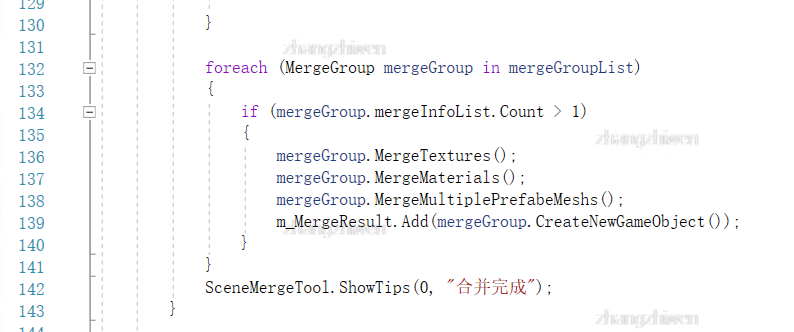 129
130 }
131
132 foreach (MergeGroup mergeGroup in mergeGroupList)
133 {
134 if (mergeGroup.mergeInfoList.Count > 1)
135 {
136 mergeGroup.MergeTextures();
137 mergeGroup.MergeMaterials();
138 mergeGroup.MergeMultiplePrefabeMeshs();
139 m_MergeResult.Add(mergeGroup.CreateNewGameObject());
140 }
141 }
142 SceneMergeTool.ShowTips(0, "合并完成");
143 }
144
zhangzhiwen
zhangzhiwen
zhangzhiwen
zhangzhiwen